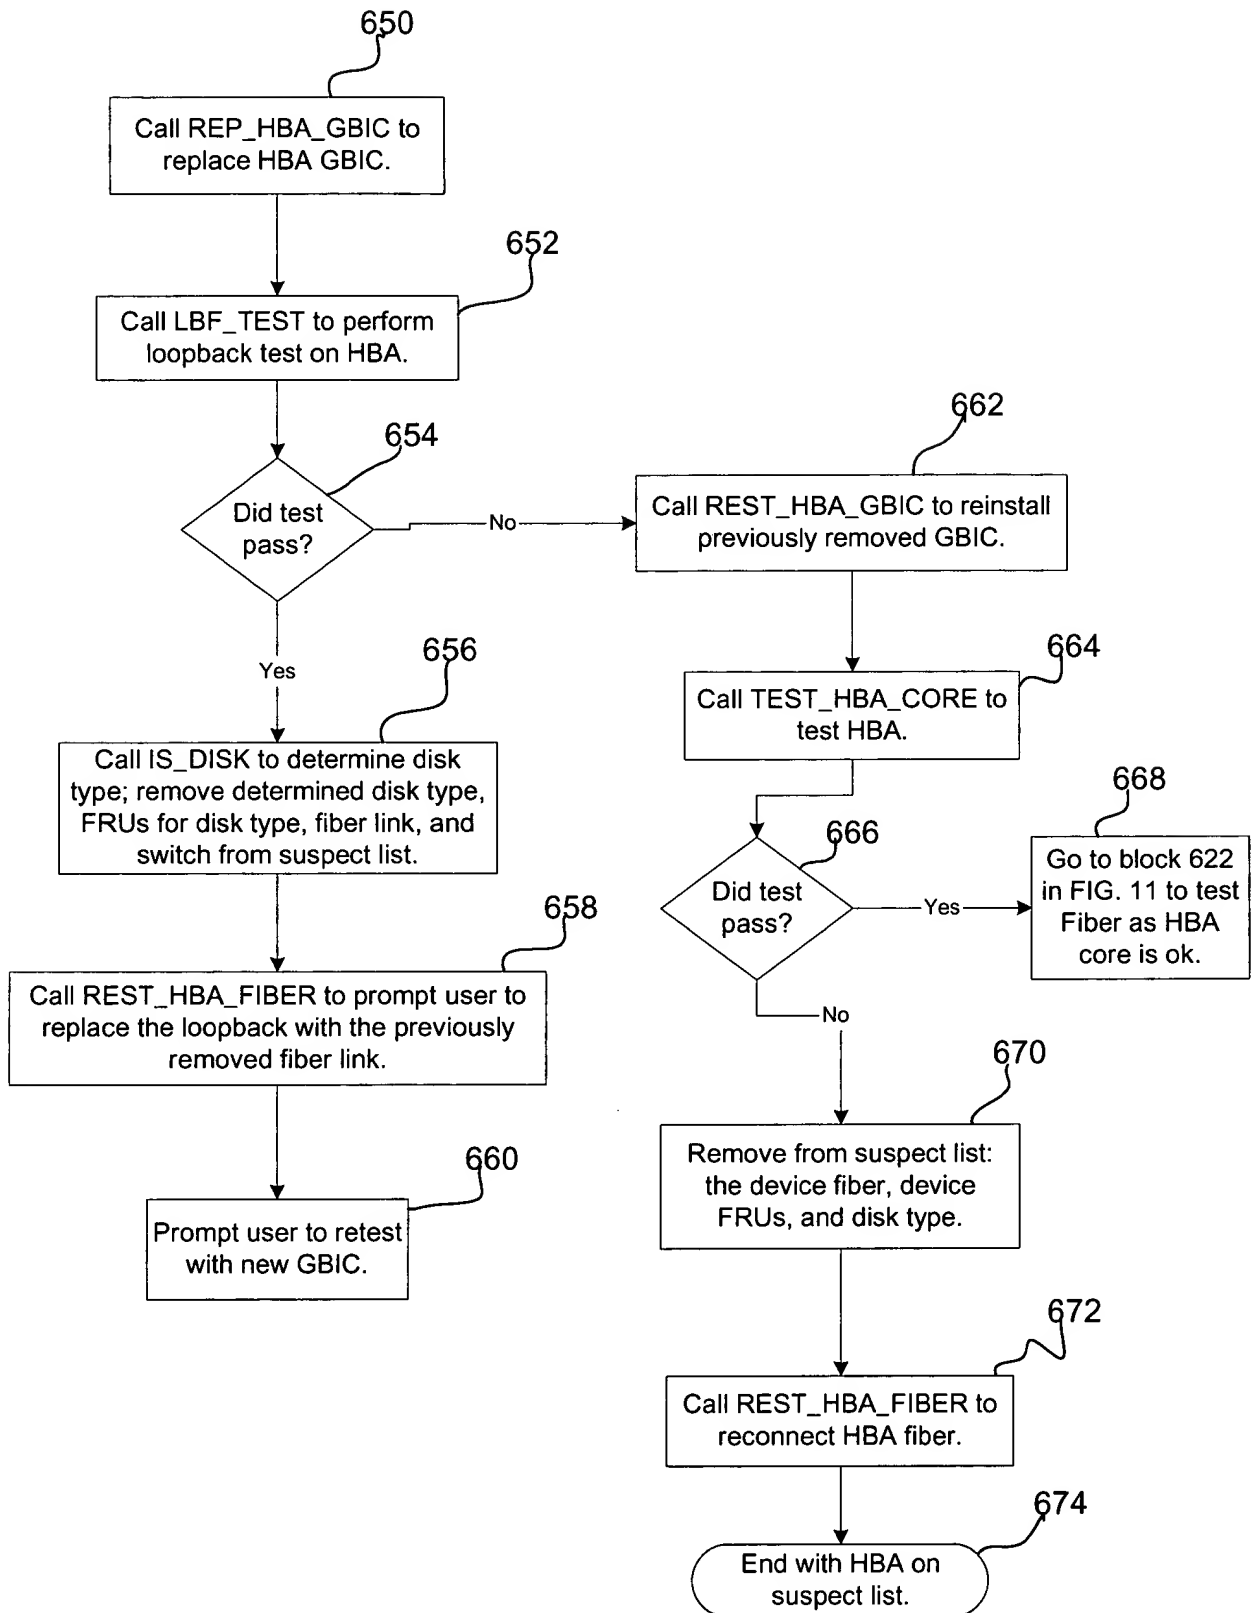 650
Call REP_HBA_GBIC to
replace HBA GBIC.
652
Call LBF_TEST to perform
loopback test on HBA.
654
Did test
pass?
No
Yes
656
Call IS_DISK to determine disk
type; remove determined disk type,
FRUs for disk type, fiber link, and
switch from suspect list.
658
Call REST_HBA_FIBER to prompt user to
replace the loopback with the previously
removed fiber link.
660
Prompt user to retest
with new GBIC.
662
Call REST_HBA_GBIC to reinstall
previously removed GBIC.
664
Call TEST_HBA_CORE to
test HBA.
666
Did test
pass?
Yes
668
Go to block 622
in FIG. 11 to test
Fiber as HBA
core is ok.
No
670
Remove from suspect list:
the device fiber, device
FRUs, and disk type.
672
Call REST_HBA_FIBER to
reconnect HBA fiber.
674
End with HBA on
suspect list.